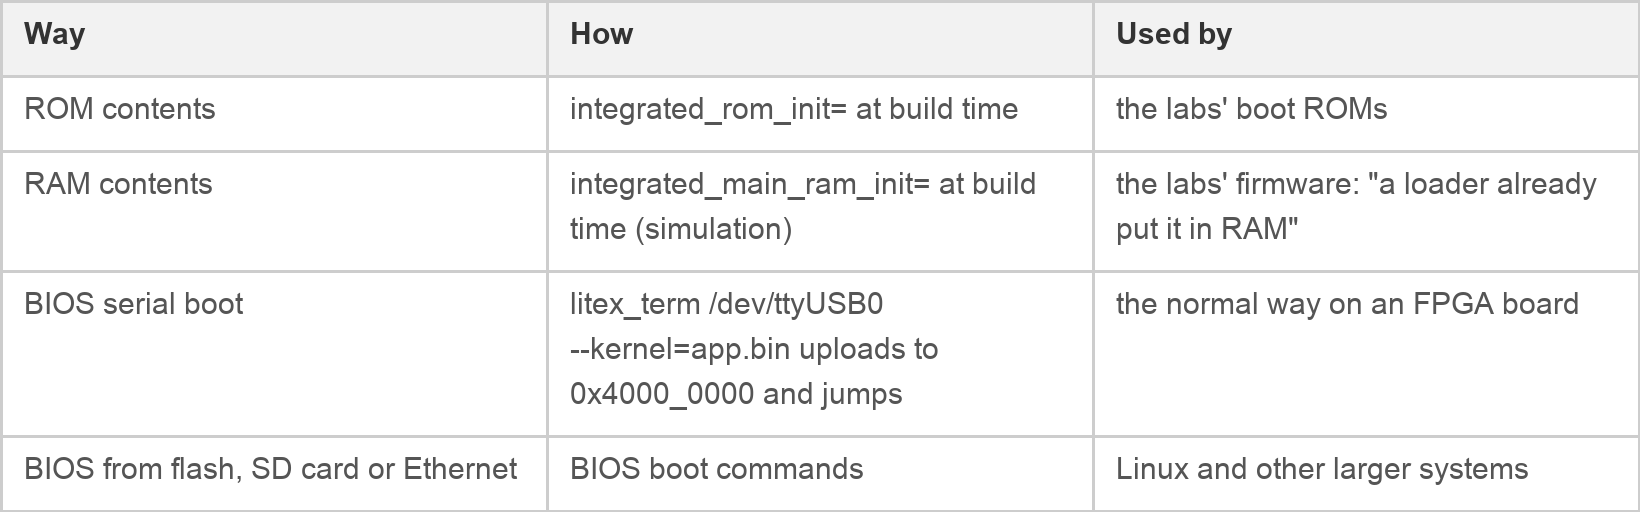 Way
How
Used by
ROM contents
integrated_rom_init= at build time
the labs' boot ROMs
RAM contents
integrated_main_ram_init= at build
time (simulation)
the labs' firmware: "a loader already
put it in RAM"
BIOS serial boot
litex_term /dev/ttyUSB0
--kernel=app.bin uploads to
0x4000_0000 and jumps
the normal way on an FPGA board
BIOS from flash, SD card or Ethernet
BIOS boot commands
Linux and other larger systems